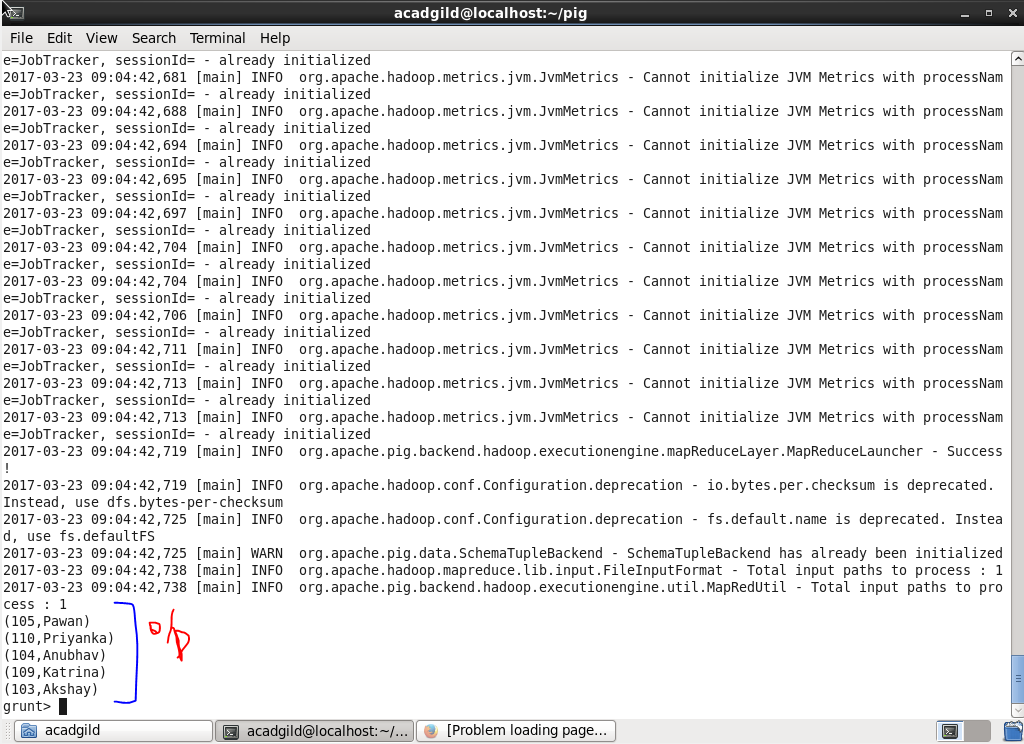 acadgild@localhost:~/pig
File Edit View Search Terminal Help
e=JobTracker, sessionId= - already initialized
2017-03-23 09:04:42,681 [main] INFO  org.apache.hadoop.metrics.jvm.JvmMetrics - Cannot initialize JVM Metrics with processNam
e=JobTracker, sessionId= - already initialized
2017-03-23 09:04:42,688 [main] INFO  org.apache.hadoop.metrics.jvm.JvmMetrics - Cannot initialize JVM Metrics with processNam
e=JobTracker, sessionId= - already initialized
2017-03-23 09:04:42,694 [main] INFO  org.apache.hadoop.metrics.jvm.JvmMetrics - Cannot initialize JVM Metrics with processNam
e=JobTracker, sessionId= - already initialized
2017-03-23 09:04:42,695 [main] INFO  org.apache.hadoop.metrics.jvm.JvmMetrics - Cannot initialize JVM Metrics with processNam
e=JobTracker, sessionId= - already initialized
2017-03-23 09:04:42,697 [main] INFO  org.apache.hadoop.metrics.jvm.JvmMetrics - Cannot initialize JVM Metrics with processNam
e=JobTracker, sessionId= - already initialized
2017-03-23 09:04:42,704 [main] INFO  org.apache.hadoop.metrics.jvm.JvmMetrics - Cannot initialize JVM Metrics with processNam
e=JobTracker, sessionId= - already initialized
2017-03-23 09:04:42,704 [main] INFO  org.apache.hadoop.metrics.jvm.JvmMetrics - Cannot initialize JVM Metrics with processNam
e=JobTracker, sessionId= - already initialized
2017-03-23 09:04:42,706 [main] INFO  org.apache.hadoop.metrics.jvm.JvmMetrics - Cannot initialize JVM Metrics with processNam
e=JobTracker, sessionId= - already initialized
2017-03-23 09:04:42,711 [main] INFO  org.apache.hadoop.metrics.jvm.JvmMetrics - Cannot initialize JVM Metrics with processNam
e=JobTracker, sessionId= - already initialized
2017-03-23 09:04:42,713 [main] INFO  org.apache.hadoop.metrics.jvm.JvmMetrics - Cannot initialize JVM Metrics with processNam
e=JobTracker, sessionId= - already initialized
2017-03-23 09:04:42,713 [main] INFO  org.apache.hadoop.metrics.jvm.JvmMetrics - Cannot initialize JVM Metrics with processNam
e=JobTracker, sessionId= - already initialized
2017-03-23 09:04:42,719 [main] INFO  org.apache.pig.backend.hadoop.executionengine.mapReduceLayer.MapReduceLauncher - Success
!
2017-03-23 09:04:42,719 [main] INFO  org.apache.hadoop.conf.Configuration.deprecation - io.bytes.per.checksum is deprecated.
Instead, use dfs.bytes-per-checksum
2017-03-23 09:04:42,725 [main] INFO  org.apache.hadoop.conf.Configuration.deprecation - fs.default.name is deprecated. Instea
d, use fs.defaultFS
2017-03-23 09:04:42,725 [main] WARN  org.apache.pig.data.SchemaTupleBackend - SchemaTupleBackend has already been initialized
2017-03-23 09:04:42,738 [main] INFO  org.apache.hadoop.mapreduce.lib.input.FileInputFormat - Total input paths to process : 1
2017-03-23 09:04:42,738 [main] INFO  org.apache.pig.backend.hadoop.executionengine.util.MapRedUtil - Total input paths to pro
cess : 1
(105,Pawan)
(110,Priyanka)
(104,Anubhav)
(109,Katrina)
(103,Akshay)
o/p
grunt>
acadgild
acadgild@localhost:~/...
[Problem loading page...